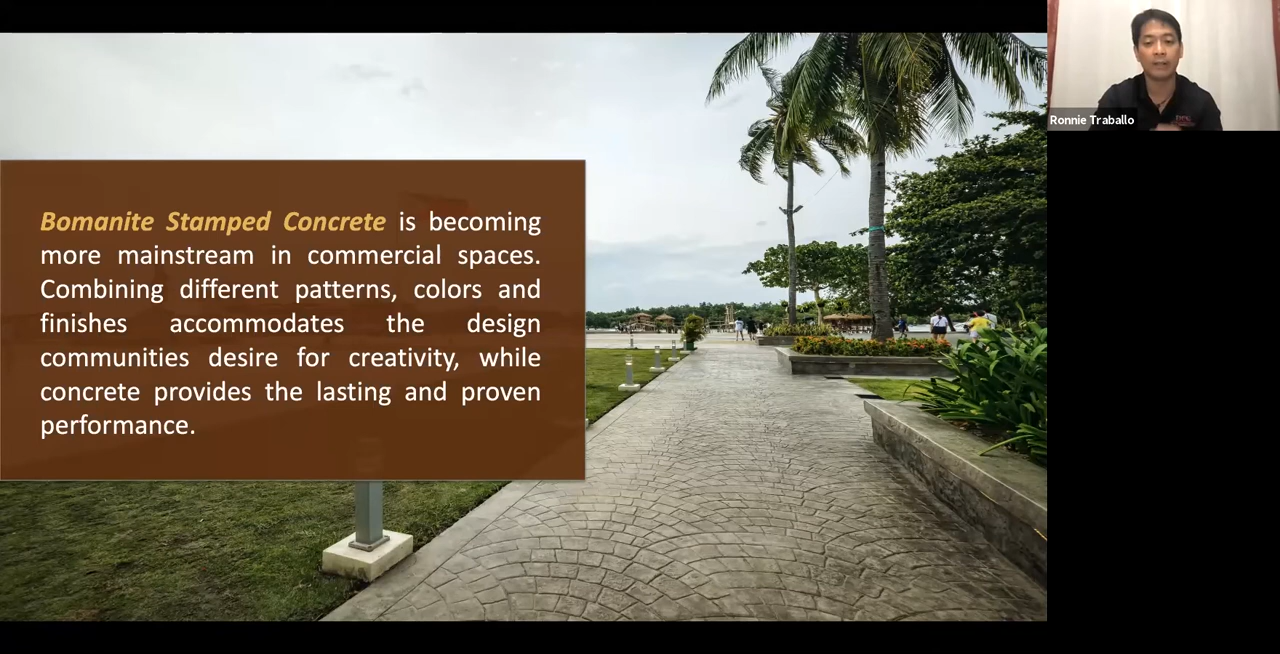 Bomanite Stamped Concrete is becoming
more mainstream in commercial spaces.
Combining different patterns, colors and
finishes accommodates the design
communities desire for creativity, while
concrete provides the lasting and proven
performance.
Ronnie Traballo